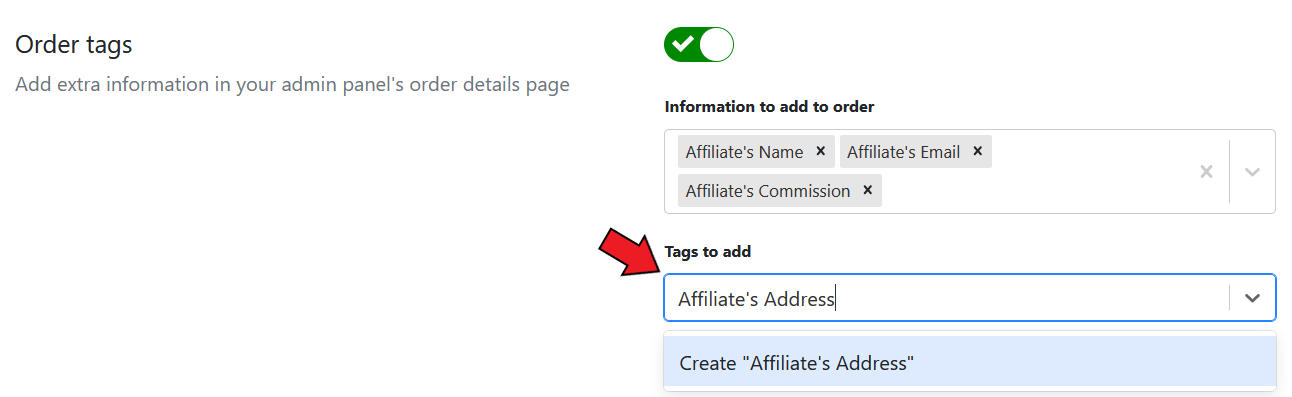 Order tags
Add extra information in your admin panel's order details page
Information to add to order
Affiliate's Name × Affiliate's Email ×
Affiliate's Commission ×
Tags to add
Affiliate's Address
Create "Affiliate's Address"